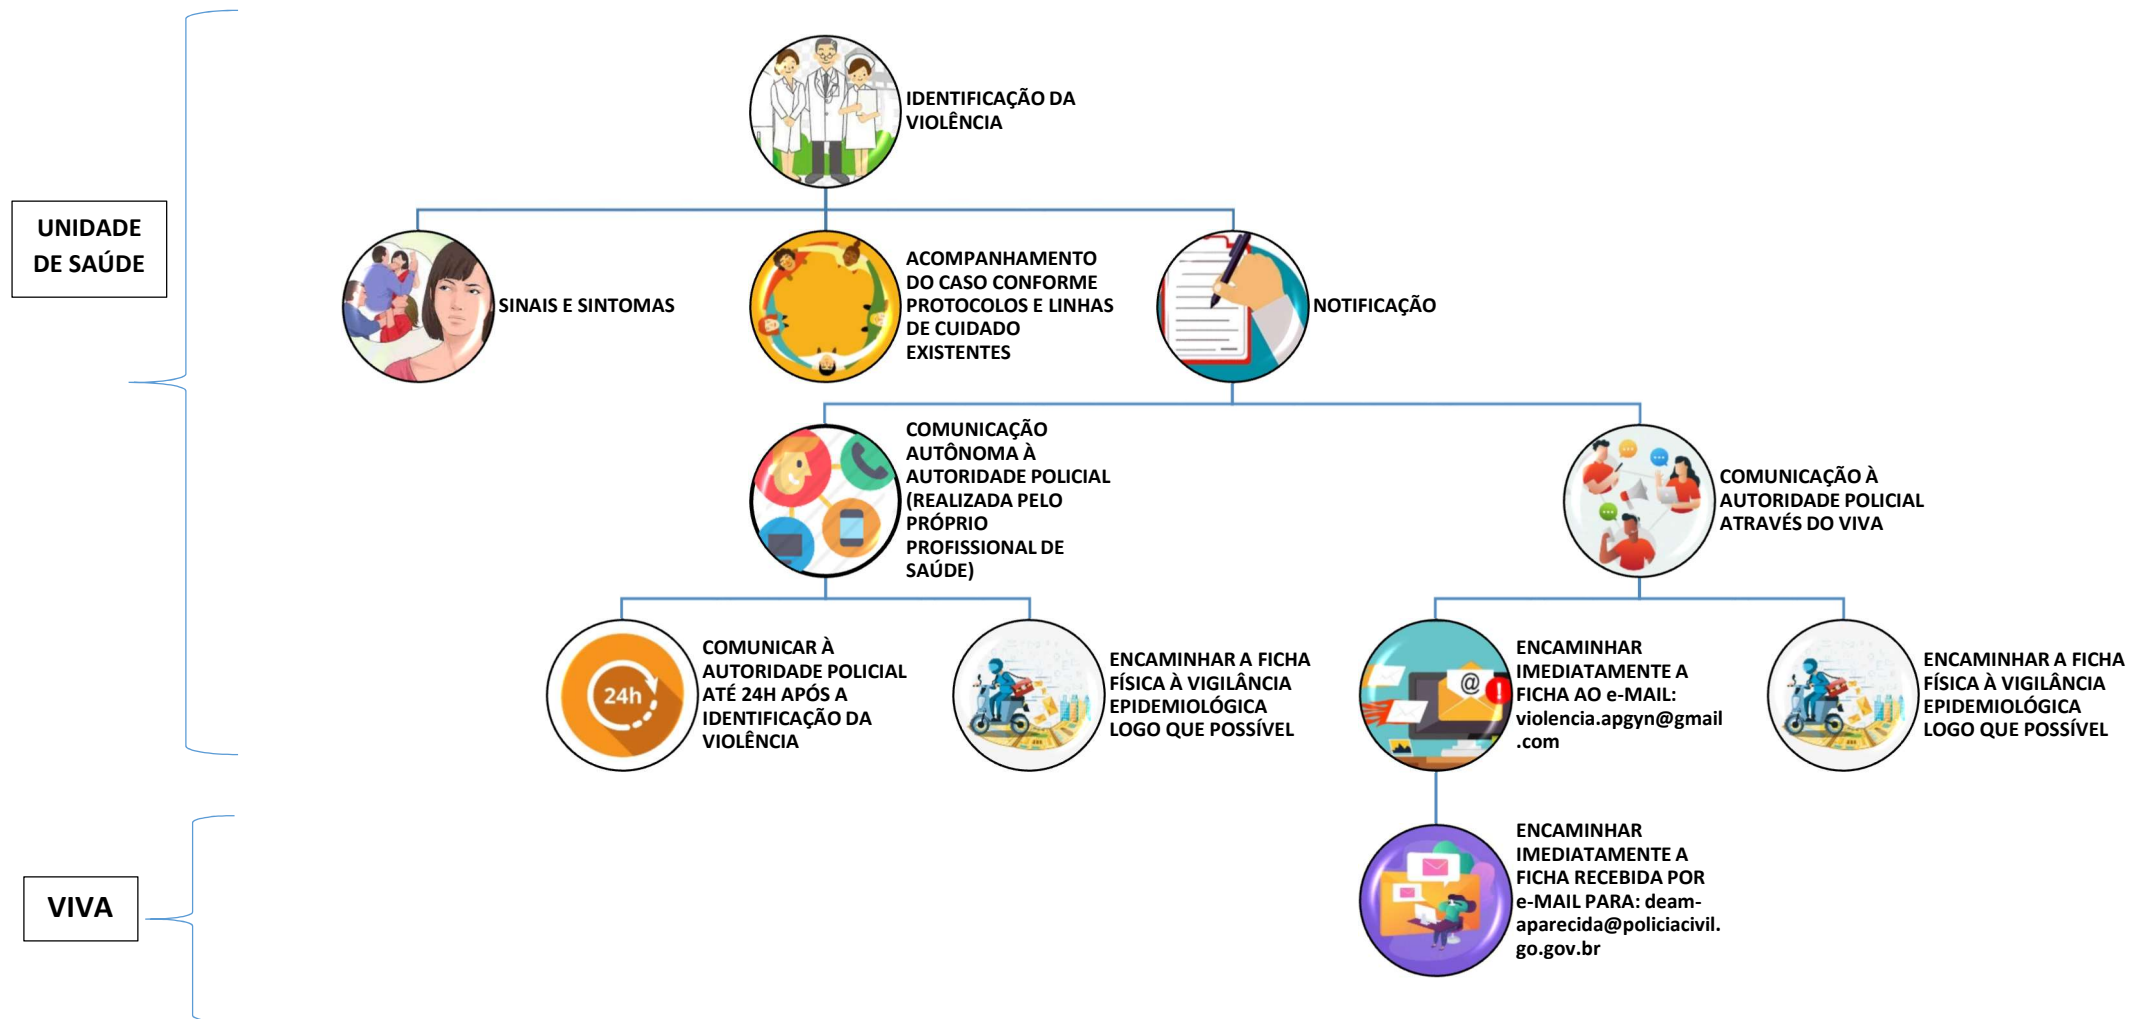 IDENTIFICAÇÃO DA
VIOLÊNCIA
UNIDADE
DE SAÚDE
SINAIS E SINTOMAS
ACOMPANHAMENTO
DO CASO CONFORME
PROTOCOLOS E LINHAS
DE CUIDADO
EXISTENTES
NOTIFICAÇÃO
COMUNICAÇÃO
AUTÔNOMA À
AUTORIDADE POLICIAL
(REALIZADA PELO
PRÓPRIO
PROFISSIONAL DE
SAÚDE)
COMUNICAÇÃO À
AUTORIDADE POLICIAL
ATRAVÉS DO VIVA
24h
COMUNICAR À
AUTORIDADE POLICIAL
ATÉ 24H APÓS A
IDENTIFICAÇÃO DA
VIOLÊNCIA
ENCAMINHAR A FICHA
FÍSICA À VIGILÂNCIA
EPIDEMIOLÓGICA
LOGO QUE POSSÍVEL
@
!
ENCAMINHAR
IMEDIATAMENTE A
FICHA AO e-MAIL:
violencia.apgyn@gmail
.com
ENCAMINHAR A FICHA
FÍSICA À VIGILÂNCIA
EPIDEMIOLÓGICA
LOGO QUE POSSÍVEL
VIVA
ENCAMINHAR
IMEDIATAMENTE A
FICHA RECEBIDA POR
e-MAIL PARA: deam-
aparecida@policiacivil.
go.gov.br